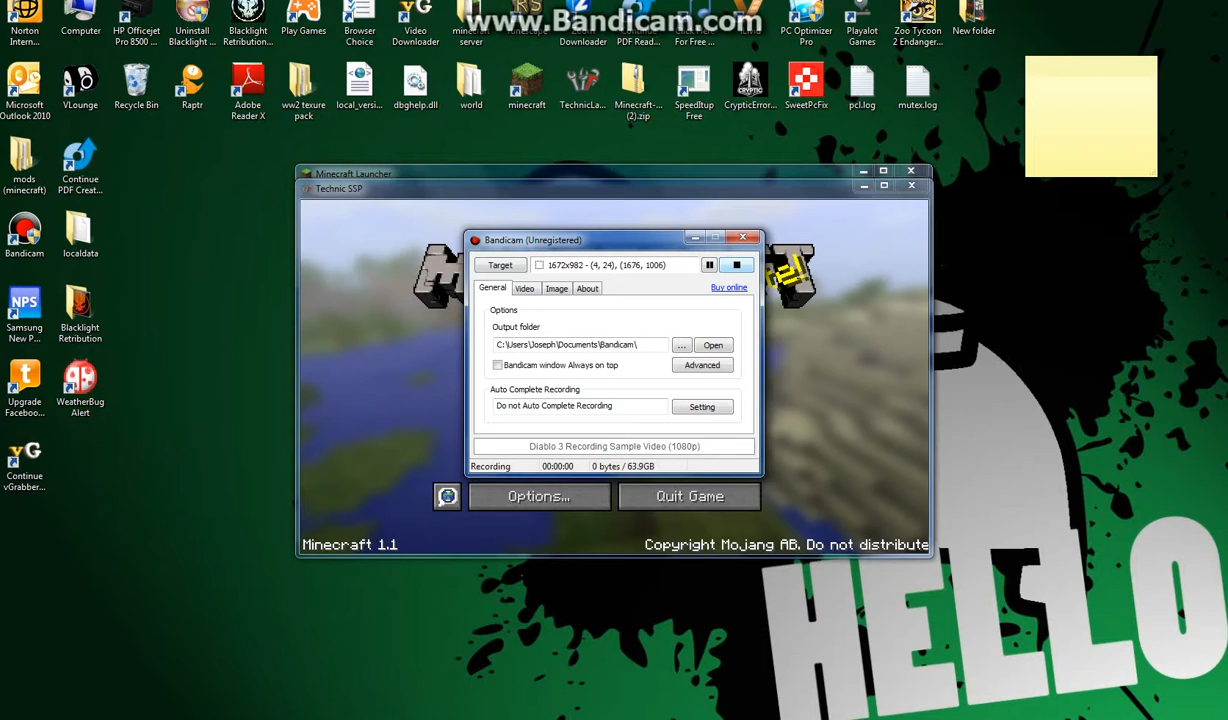 www.Bandicam.com
Norton Intern...
Computer
HP Officejet Pro 8500 ...
Uninstall Blacklight ...
Blacklight Retribution...
Play Games
Browser Choice
Video Downloader
minecraft server
Downloader
PDF Read...
For Free ...
PC Optimizer Pro
Playalot Games
Zoo Tycoon 2 Endanger...
New folder
Microsoft Outlook 2010
VLounge
Recycle Bin
Raptr
Adobe Reader X
ww2 texure pack
local_versi...
dbghelp.dll
world
minecraft
TechnicLa...
Minecraft-... (2).zip
SpeedItup Free
CrypticError...
SweetPcFix
pcl.log
mutex.log
mods (minecraft)
Continue PDF Creat...
Bandicam
localdata
NPS
Samsung New P...
Blacklight Retribution
Upgrade Faceboo...
WeatherBug Alert
Continue vGrabber...
Minecraft Launcher
Technic SSP
Bandicam (Unregistered)
Target
1672x982 - (4, 24), (1676, 1006)
General
Video
Image
About
Buy online
Options
Output folder
C:\Users\Joseph\Documents\Bandicam\
...
Open
Bandicam window Always on top
Advanced
Auto Complete Recording
Do not Auto Complete Recording
Setting
Diablo 3 Recording Sample Video (1080p)
Recording
00:00:00
0 bytes / 63.9GB
Options...
Quit Game
Minecraft 1.1
Copyright Mojang AB. Do not distribute
HELLO